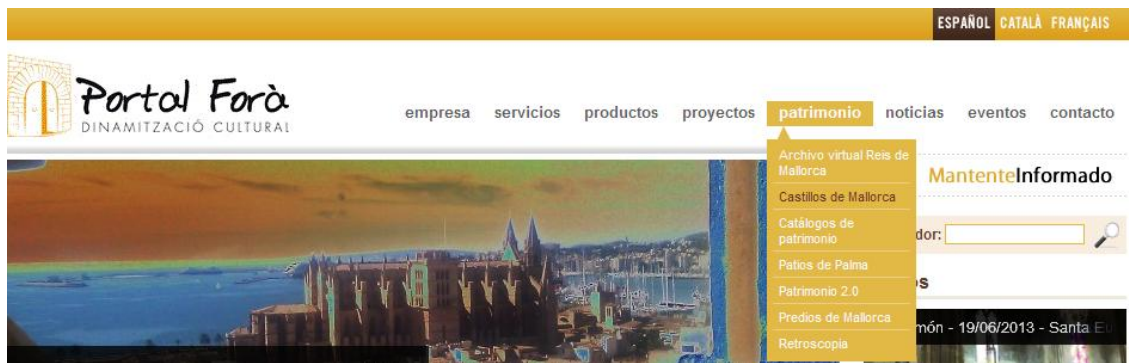 ESPAÑOL CATALÀ FRANÇAIS
Portal Forà
DINAMITZACIÓ CULTURAL
empresa servicios productos proyectos patrimonio noticias eventos contacto
Archivo virtual Reis de
Mallorca
Castillos de Mallorca
Catálogos de
patrimonio
Patios de Palma
Patrimonio 2.0
Predios de Mallorca
Retroscopia
MantenteInformado
dor:
os
món - 19/06/2013 - Santa Eu